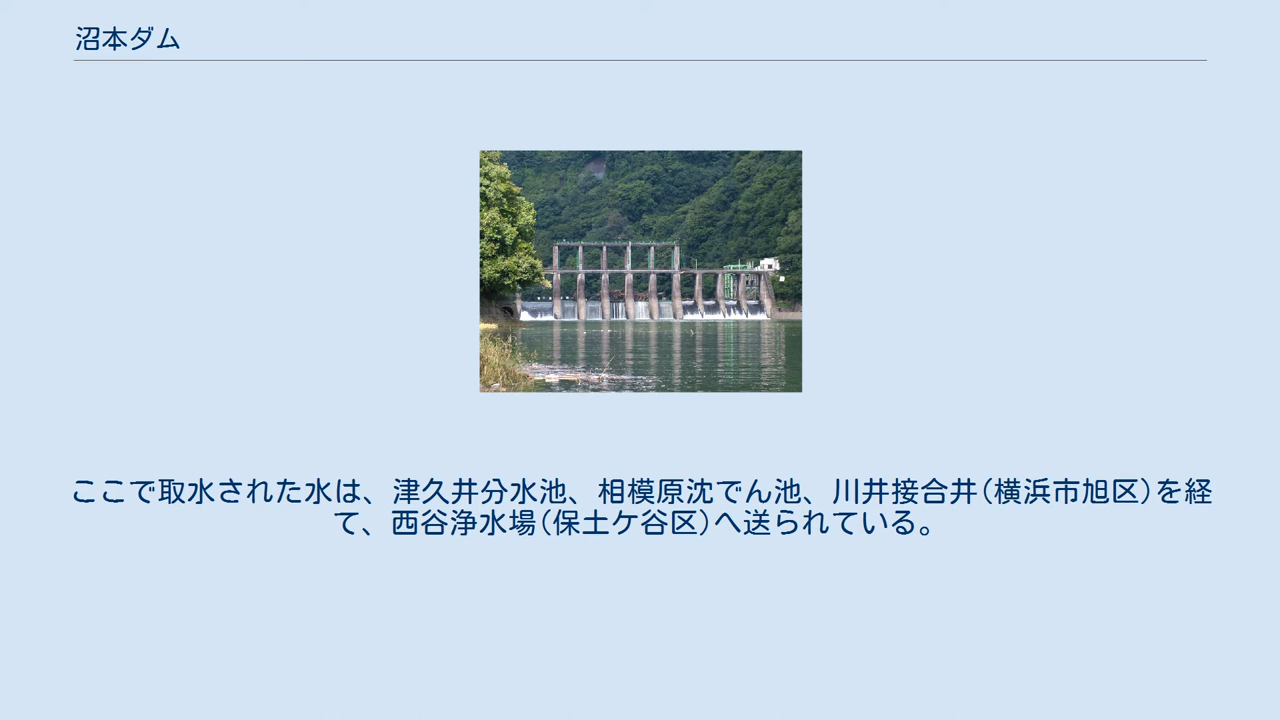 沼本ダム
ここで取水された水は、津久井分水池、相模原沈でん池、川井接合井(横浜市旭区)を経
て、西谷浄水場(保土ケ谷区)へ送られている。